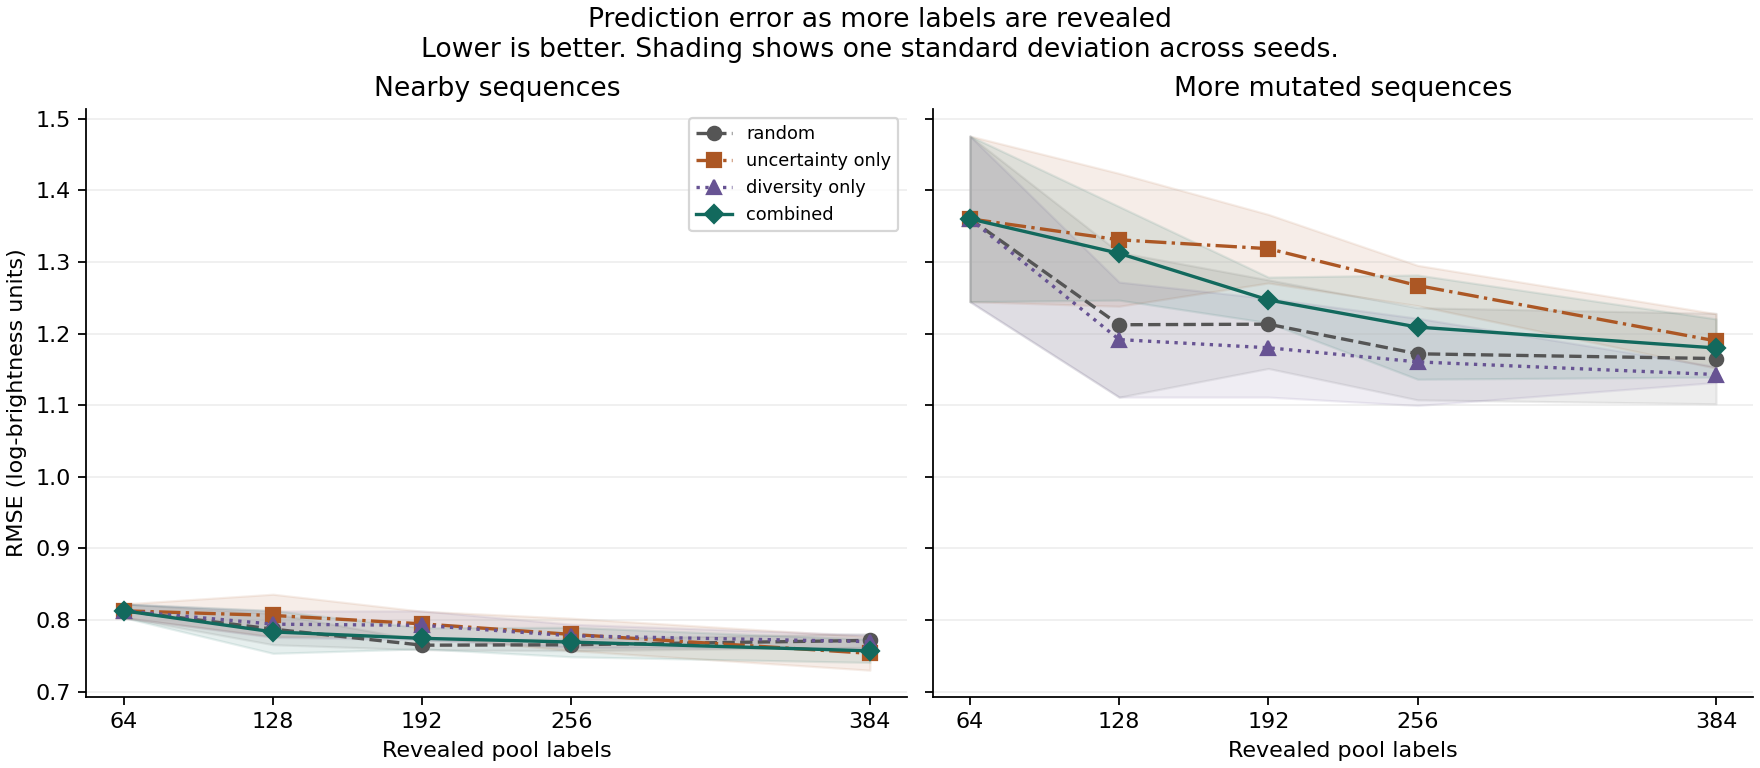 Prediction error as more labels are revealed
Lower is better. Shading shows one standard deviation across seeds.
Nearby sequences
More mutated sequences
RMSE (log-brightness units)
1.5
1.4
1.3
1.2
1.1
1.0
0.9
0.8
0.7
random
uncertainty only
diversity only
combined
64 128 192 256 384
64 128 192 256 384
Revealed pool labels
Revealed pool labels